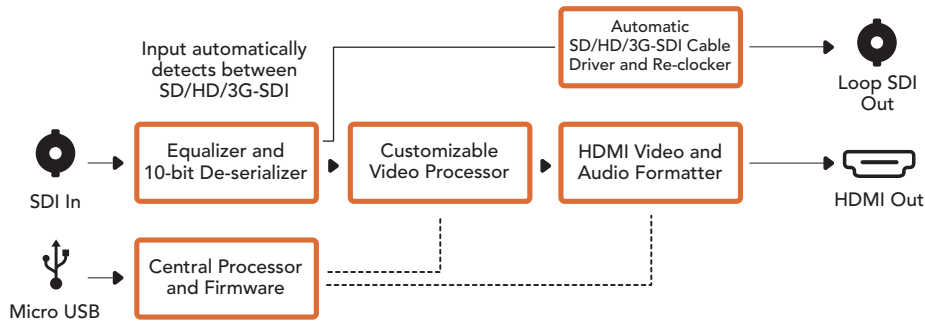 Input automatically
detects between
SD/HD/3G-SDI
Automatic
SD/HD/3G-SDI Cable
Driver and Re-clocker
Loop SDI
Out
SDI In
Equalizer and
10-bit De-serializer
Customizable
Video Processor
HDMI Video and
Audio Formatter
HDMI Out
Micro USB
Central Processor
and Firmware